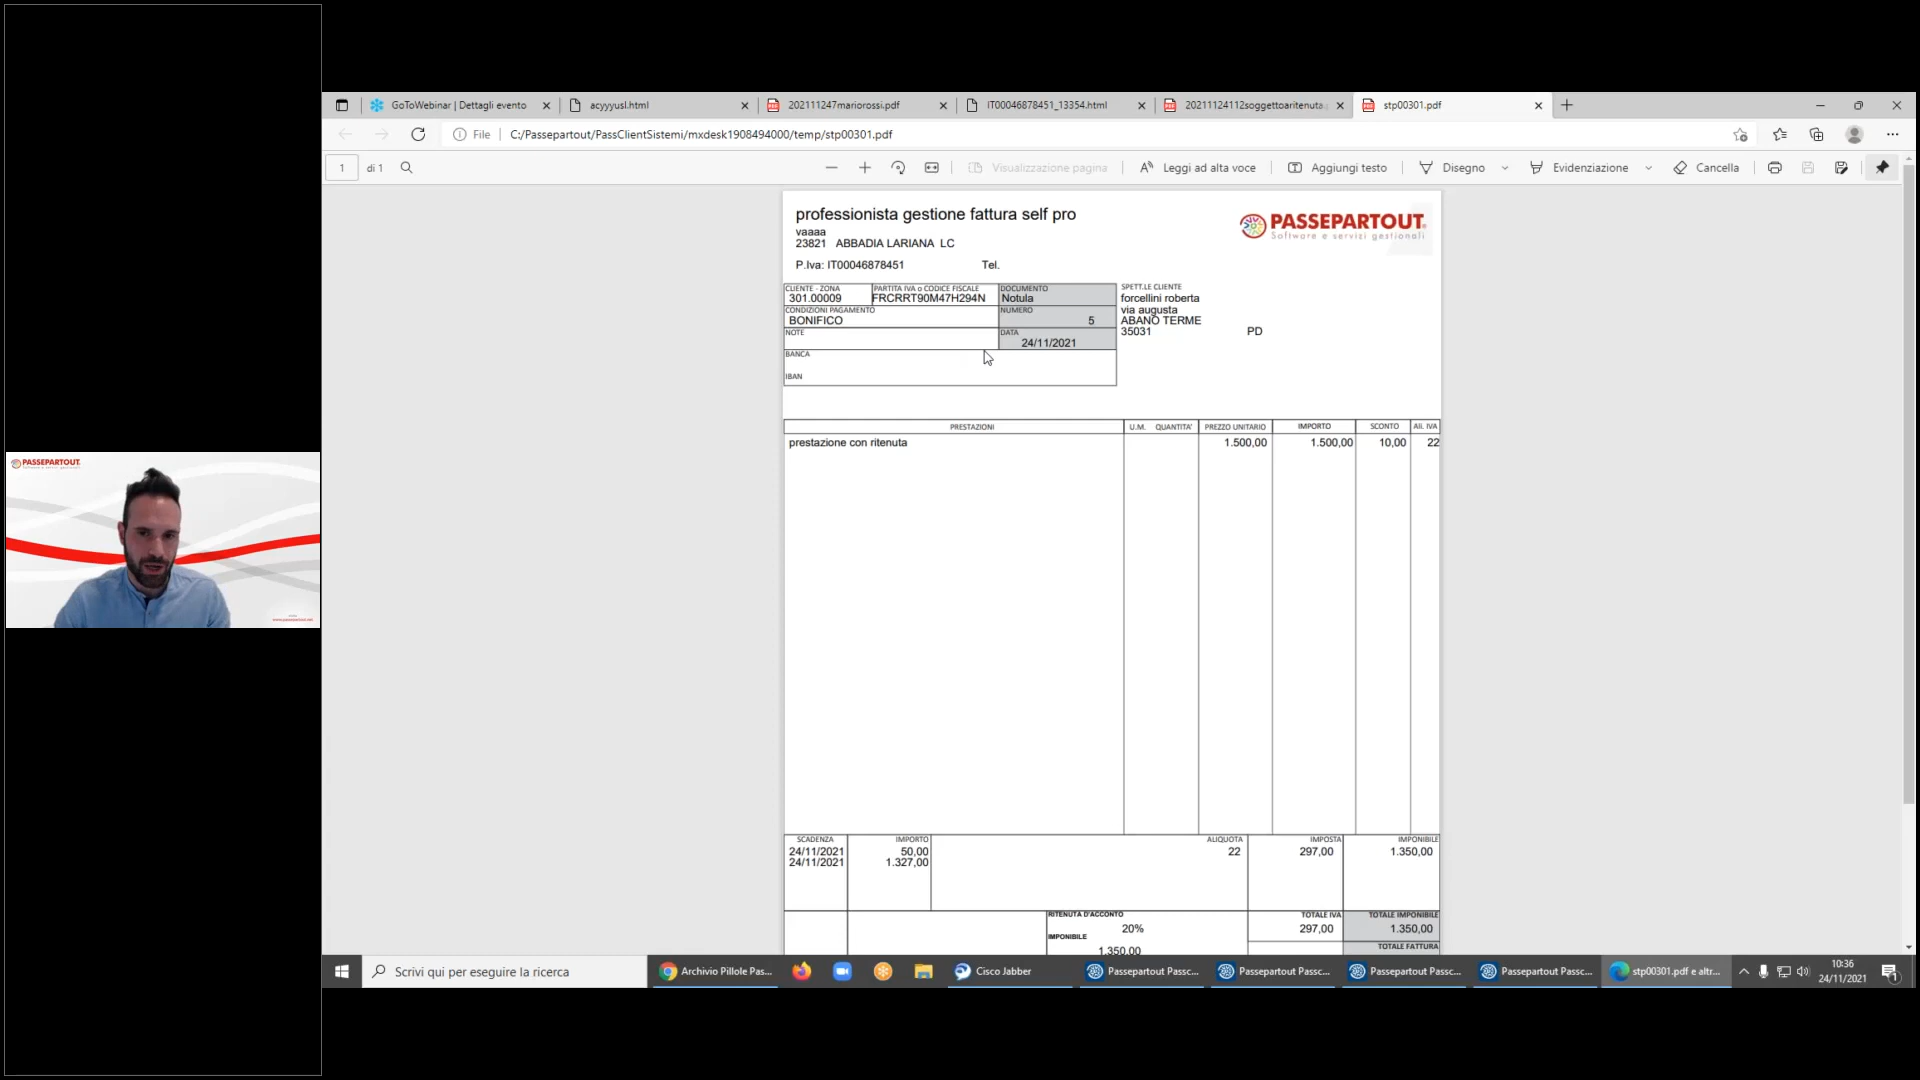 GoToWebinar | Dettagli evento
acyyyusl.html
202111247mariorossi.pdf
IT00046878451_13354.html
20211124112soggettoaritenuta
stp00301.pdf
File
C:/Passepartout/PassClientSistemi/mxdesk1908494000/temp/stp00301.pdf
1 di 1
Visualizzazione pagina
Leggi ad alta voce
Aggiungi testo
Disegno
Evidenziazione
Cancella
professionista gestione fattura self pro
vaaaa
23821 ABBADIA LARIANA LC
P.Iva: IT00046878451 Tel.
PASSEPARTOUT
Software e servizi gestionali
CLIENTE - ZONA PARTITA IVA o CODICE FISCALE DOCUMENTO
301.00009 FRCRRT90M47H294N Notula
CONDIZIONI PAGAMENTO NUMERO
BONIFICO 5
NOTE DATA
24/11/2021
BANCA
IBAN
SPETT.LE CLIENTE
forcellini roberta
via augusta
ABANO TERME
35031 PD
PRESTAZIONI U.M. QUANTITA' PREZZO UNITARIO IMPORTO SCONTO All. IVA
prestazione con ritenuta 1.500,00 1.500,00 10,00 22
SCADENZA IMPORTO ALIQUOTA IMPOSTA IMPONIBILE
24/11/2021 50,00 22 297,00 1.350,00
24/11/2021 1.327,00
RITENUTA D'ACCONTO TOTALE IVA TOTALE IMPONIBILE
20% 297,00 1.350,00
IMPONIBILE
1.350,00
TOTALE FATTURA
PASSEPARTOUT
Scrivi qui per eseguire la ricerca
Archivio Pillole Pas...
Cisco Jabber
Passepartout Passc...
Passepartout Passc...
Passepartout Passc...
Passepartout Passc...
stp00301.pdf e altr...
10:36
24/11/2021
1